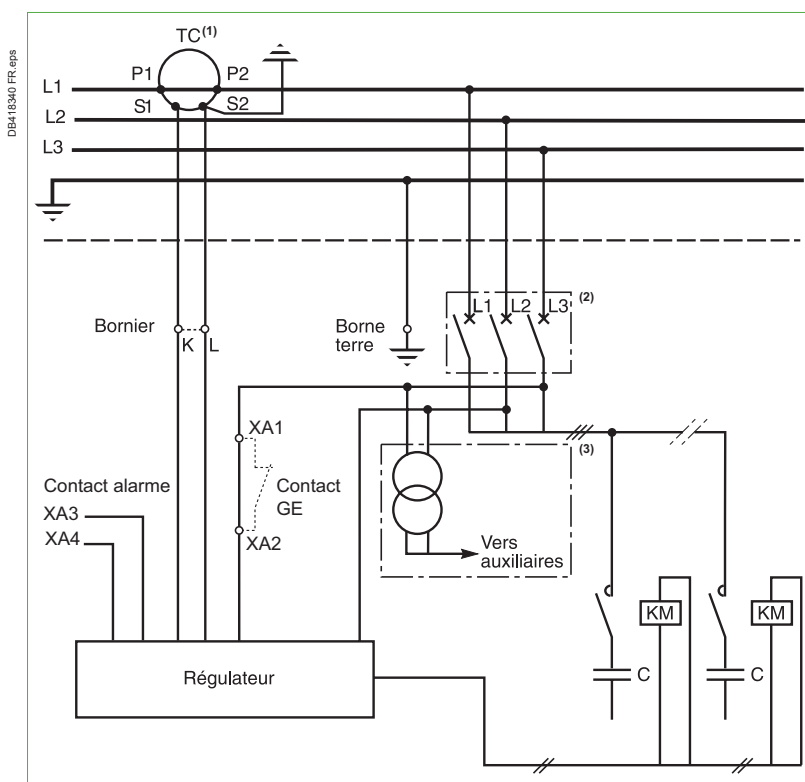 DB418340 FR.eps
TC(1)
P1 P2
L1
S1 S2
L2
L3
L1 L2 L3 (2)
Bornier
K L
Borne
terre
XA1
(3)
Contact alarme
Contact
GE
XA3
XA4
XA2
Vers
auxiliaires
KM KM
C C
Régulateur